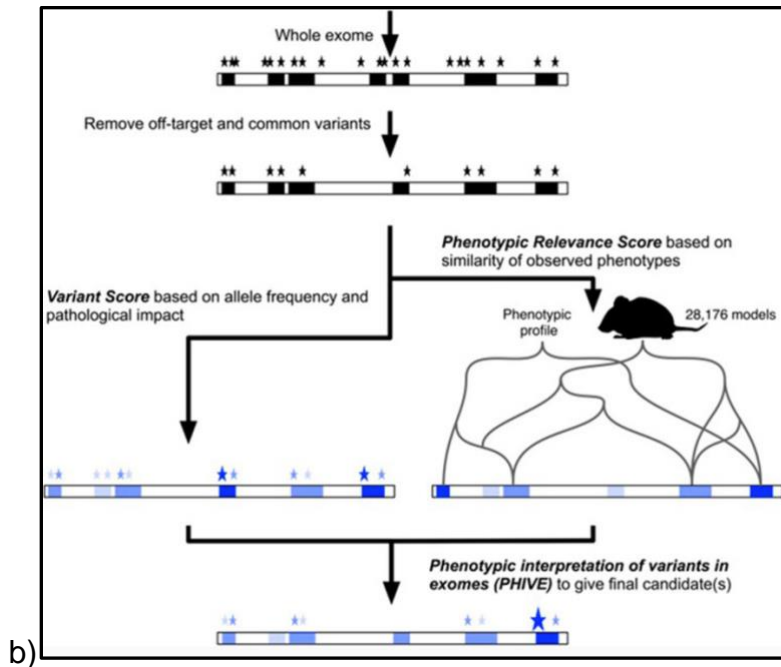 Whole exome
Remove off-target and common variants
Phenotypic Relevance Score based on
similarity of observed phenotypes
Variant Score based on allele frequency and
pathological impact
Phenotypic
profile
28,176 models
Phenotypic interpretation of variants in
exomes (PHIVE) to give final candidate(s)
b)